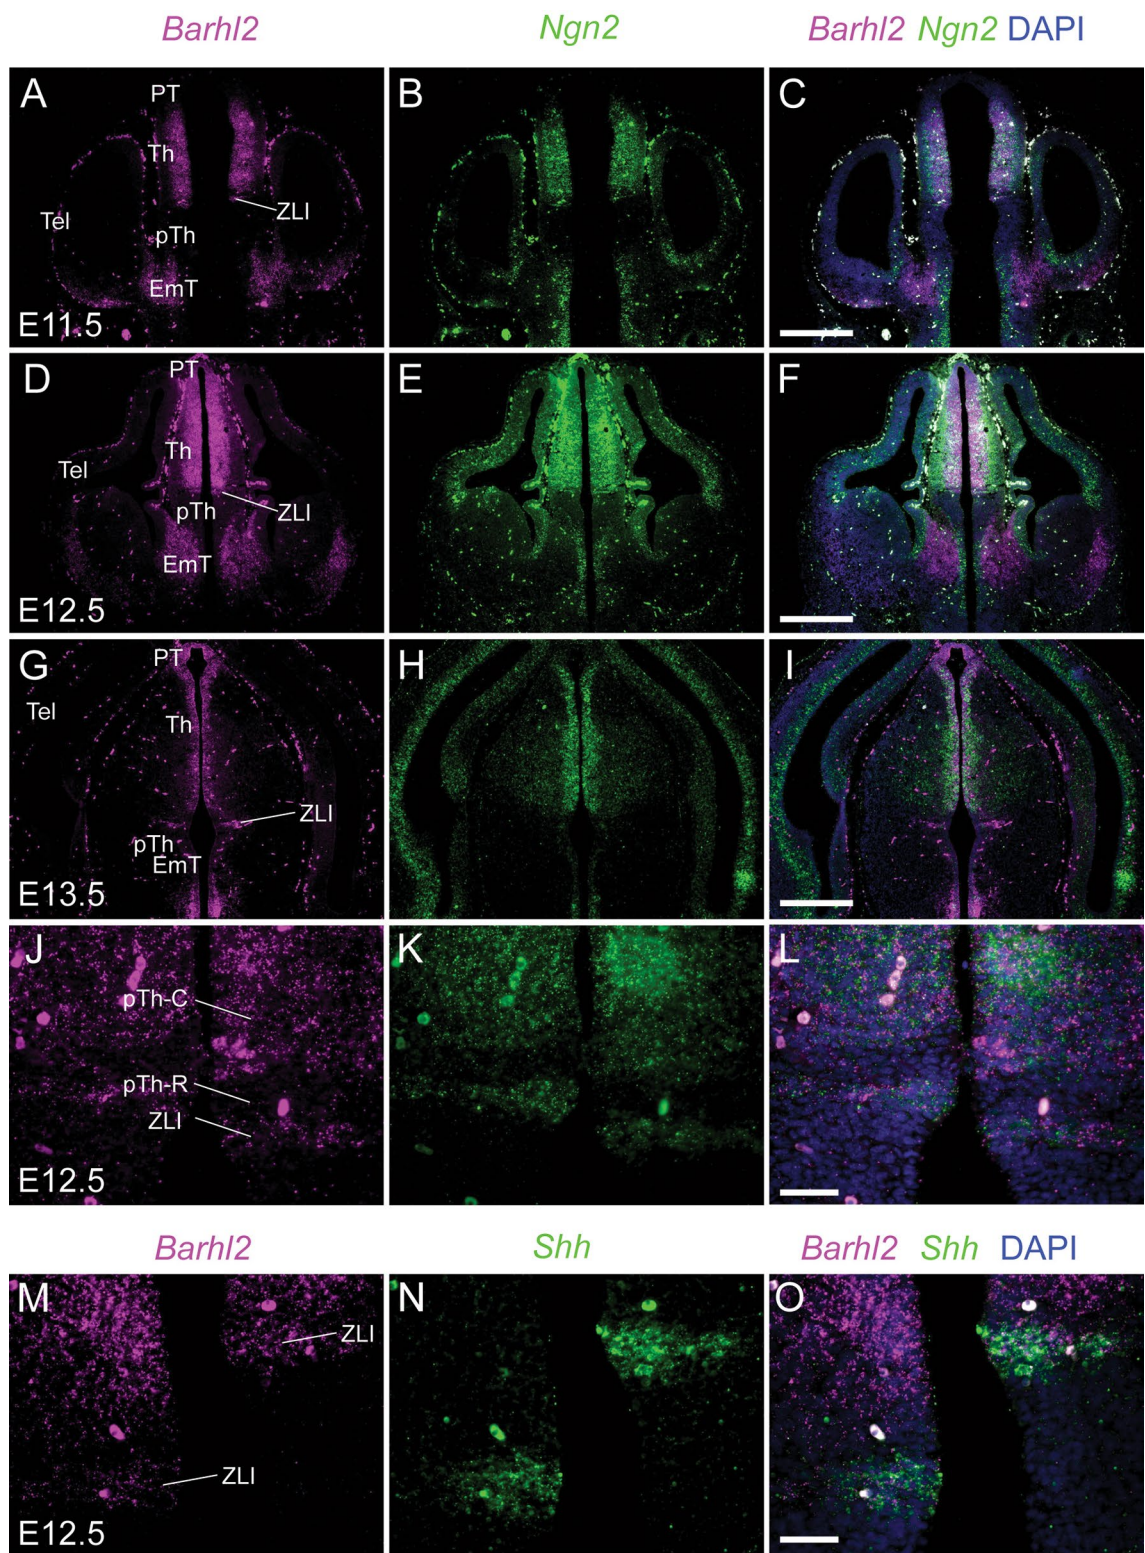 Barhl2 Ngn2 Barhl2 Ngn2 DAPI
A PT Th ZLI Tel pTh EmT E11.5
B
C
D PT Th Tel ZLI pTh EmT E12.5
E
F
G PT Tel Th ZLI pTh EmT E13.5
H
I
J pTh-C pTh-R ZLI E12.5
K
L
Barhl2 Shh Barhl2 Shh DAPI
M ZLI ZLI E12.5
N
O